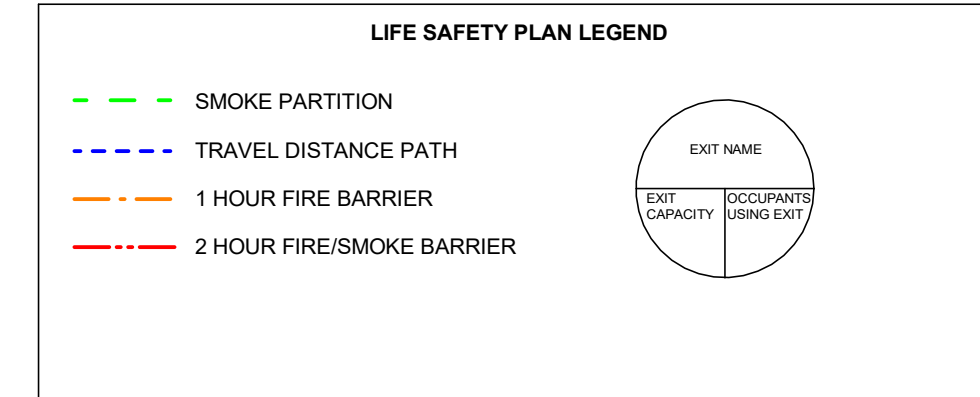 LIFE SAFETY PLAN LEGEND
SMOKE PARTITION
TRAVEL DISTANCE PATH
1 HOUR FIRE BARRIER
2 HOUR FIRE/SMOKE BARRIER
EXIT NAME
EXIT
CAPACITY
OCCUPANTS
USING EXIT